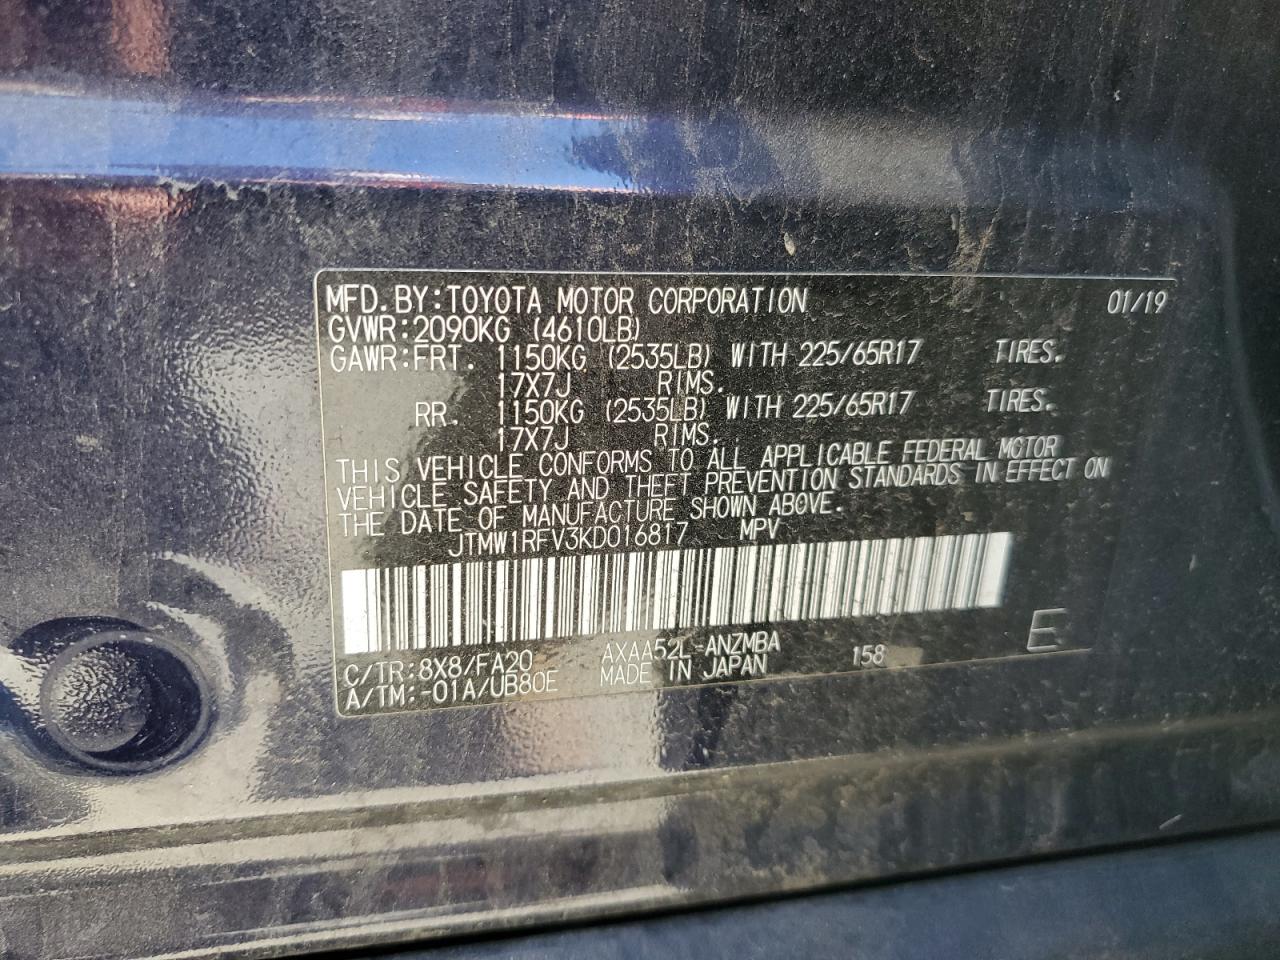 MFD.BY:TOYOTA MOTOR CORPORATION 01/19
GVWR:2090KG (4610LB)
GAWR:FRT. 1150KG (2535LB) WITH 225/65R17 TIRES.
17X7J RIMS.
RR. 1150KG (2535LB) WITH 225/65R17 TIRES.
17X7J RIMS.
THIS VEHICLE CONFORMS TO ALL APPLICABLE FEDERAL MOTOR
VEHICLE SAFETY AND THEFT PREVENTION STANDARDS IN EFFECT ON
THE DATE OF MANUFACTURE SHOWN ABOVE.
JTMW1RFV3KD016817 MPV
C/TR:8X8/FA20 AXAA52L-ANZMBA 158 E
A/TM:-01A/UB80E MADE IN JAPAN